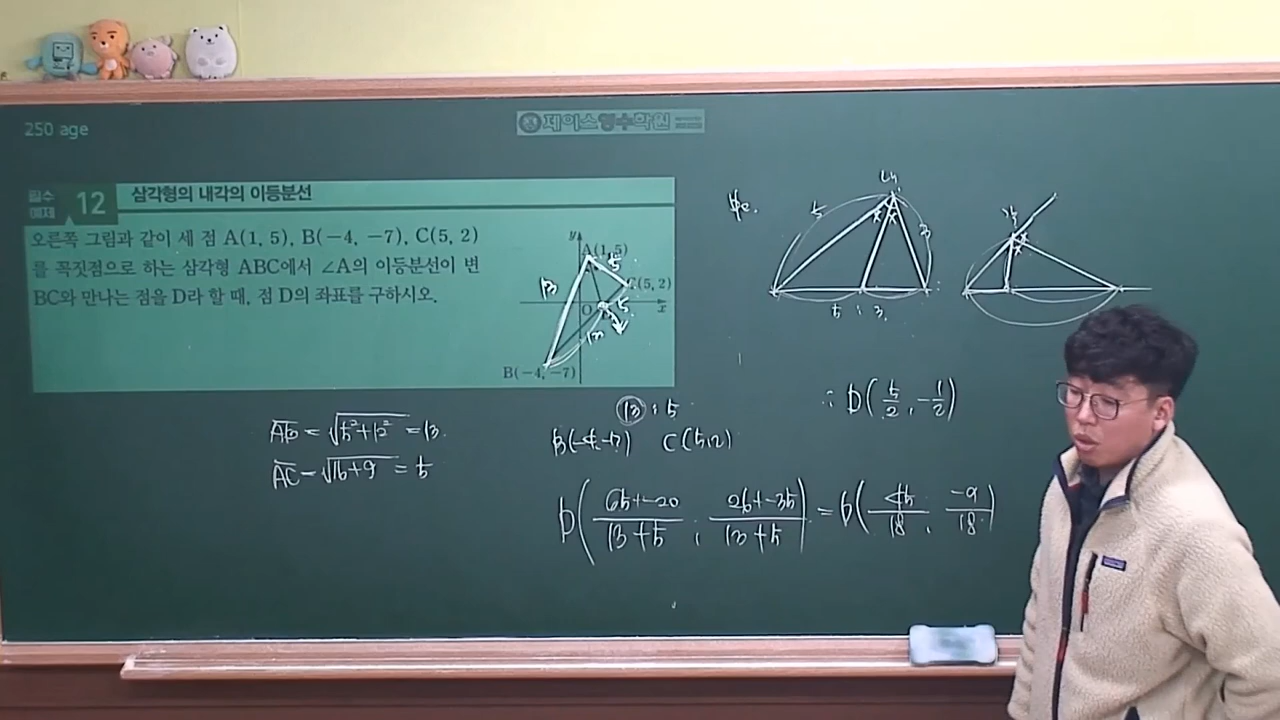 250 age
제이스영수학원
필수
예제 12 삼각형의 내각의 이등분선
오른쪽 그림과 같이 세 점 A(1, 5), B(−4, −7), C(5, 2)
를 꼭짓점으로 하는 삼각형 ABC에서 ∠A의 이등분선이 변
BC와 만나는 점을 D라 할 때, 점 D의 좌표를 구하시오.
y
A(1, 5)
5
13
C(5, 2)
O
5
x
13
B(−4, −7)
5
3
5 : 3
AB = √5²+12² = 13
AC = √16+9 = 5
13 : 5
B(-4,-7) C(5,2)
D(65+-20/13+5, 26+-35/13+5) = D(45/18, -9/18)
∴ D(5/2, -1/2)